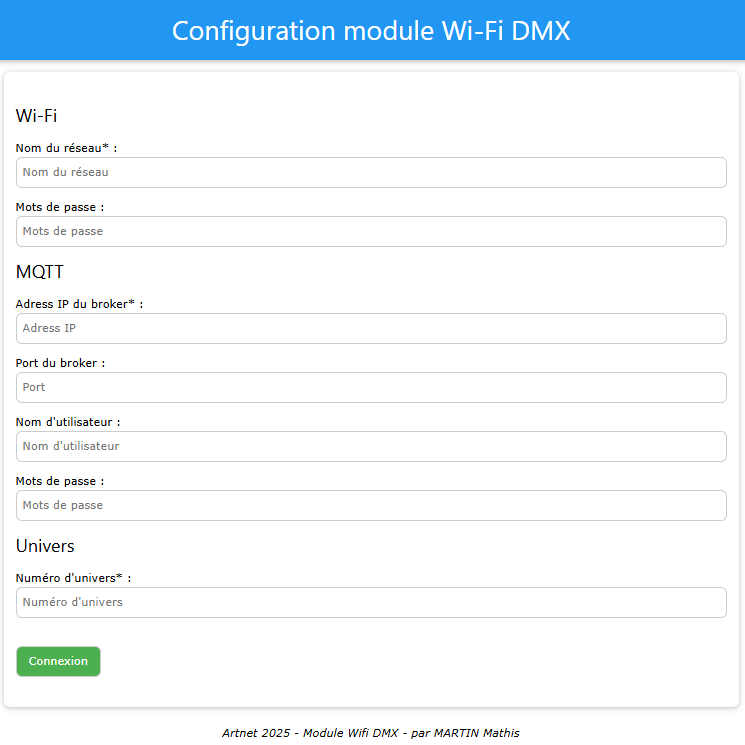 Configuration module Wi-Fi DMX
Wi-Fi
Nom du réseau* :
Nom du réseau
Mots de passe :
Mots de passe
MQTT
Adress IP du broker* :
Adress IP
Port du broker :
Port
Nom d'utilisateur :
Nom d'utilisateur
Mots de passe :
Mots de passe
Univers
Numéro d'univers* :
Numéro d'univers
Connexion
Artnet 2025 - Module Wifi DMX - par MARTIN Mathis